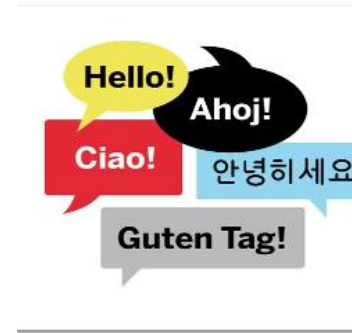 Hello!
Ahoj!
Ciao!
안녕히세요
Guten Tag!